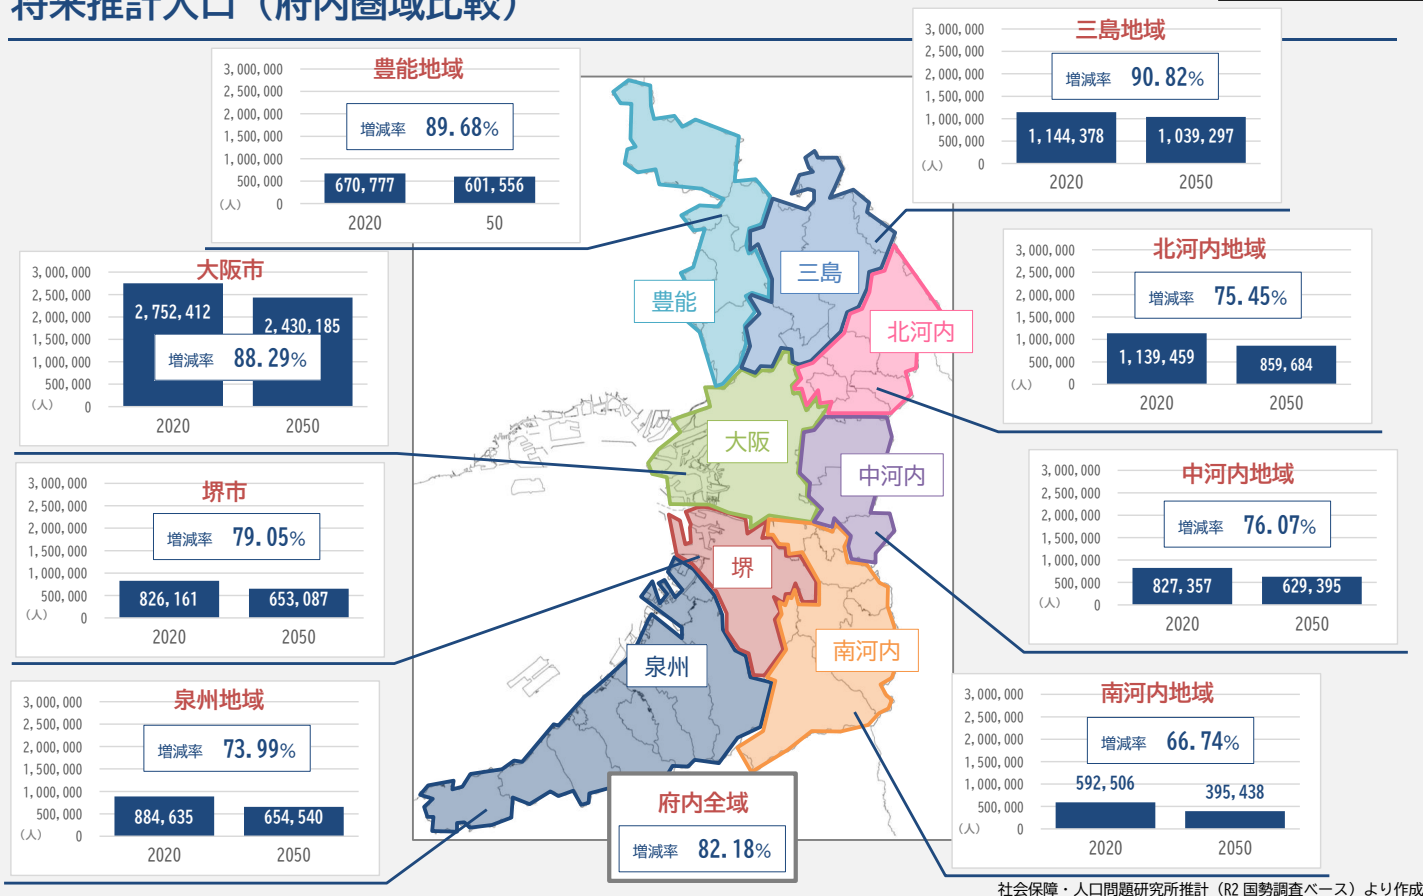 将来推計人口（府内圏域比較）
豊能地域
3,000,000
2,500,000
2,000,000
1,500,000
1,000,000
500,000
0
（人）
増減率 89.68%
670,777
601,556
2020
50
三島地域
3,000,000
2,500,000
2,000,000
1,500,000
1,000,000
500,000
0
（人）
増減率 90.82%
1,144,378
1,039,297
2020
2050
大阪市
3,000,000
2,500,000
2,000,000
1,500,000
1,000,000
500,000
0
（人）
2,752,412
2,430,185
増減率 88.29%
2020
2050
北河内地域
3,000,000
2,500,000
2,000,000
1,500,000
1,000,000
500,000
0
（人）
増減率 75.45%
1,139,459
859,684
2020
2050
堺市
3,000,000
2,500,000
2,000,000
1,500,000
1,000,000
500,000
0
（人）
増減率 79.05%
826,161
653,087
2020
2050
中河内地域
3,000,000
2,500,000
2,000,000
1,500,000
1,000,000
500,000
0
（人）
増減率 76.07%
827,357
629,395
2020
2050
泉州地域
3,000,000
2,500,000
2,000,000
1,500,000
1,000,000
500,000
0
（人）
増減率 73.99%
884,635
654,540
2020
2050
南河内地域
3,000,000
2,500,000
2,000,000
1,500,000
1,000,000
500,000
0
（人）
増減率 66.74%
592,506
395,438
2020
2050
三島
豊能
北河内
大阪
中河内
堺
南河内
泉州
府内全域
増減率 82.18%
社会保障・人口問題研究所推計（R2国勢調査ベース）より作成